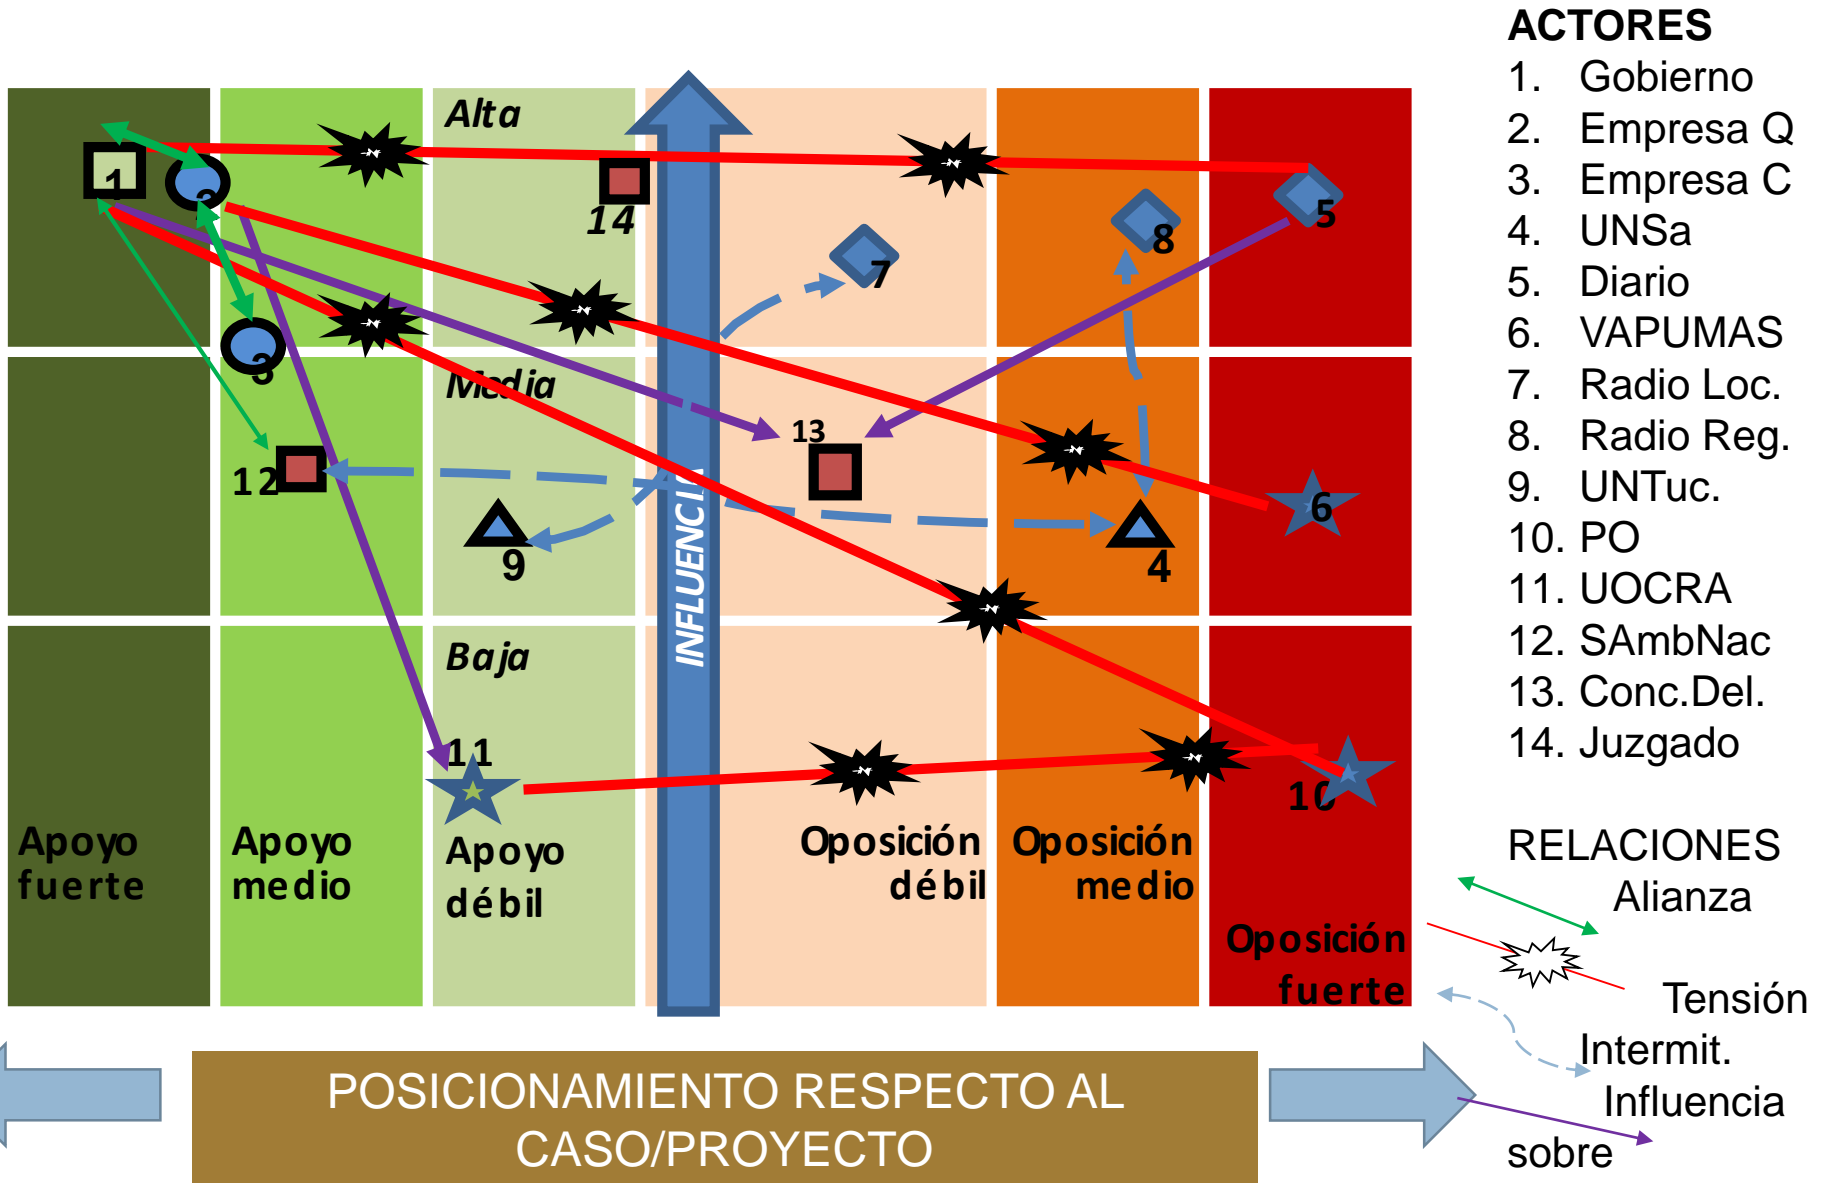 Alta
1
2
14
7
8
5
3
Media
13
12
9
4
6
INFLUENCIA
Baja
11
10
Apoyo
fuerte
Apoyo
medio
Apoyo
débil
Oposición
débil
Oposición
medio
Oposición
fuerte
POSICIONAMIENTO RESPECTO AL
CASO/PROYECTO
ACTORES
1. Gobierno
2. Empresa Q
3. Empresa C
4. UNSa
5. Diario
6. VAPUMAS
7. Radio Loc.
8. Radio Reg.
9. UNTuc.
10. PO
11. UOCRA
12. SAmbNac
13. Conc.Del.
14. Juzgado
RELACIONES
Alianza
Tensión
Intermit.
Influencia
sobre